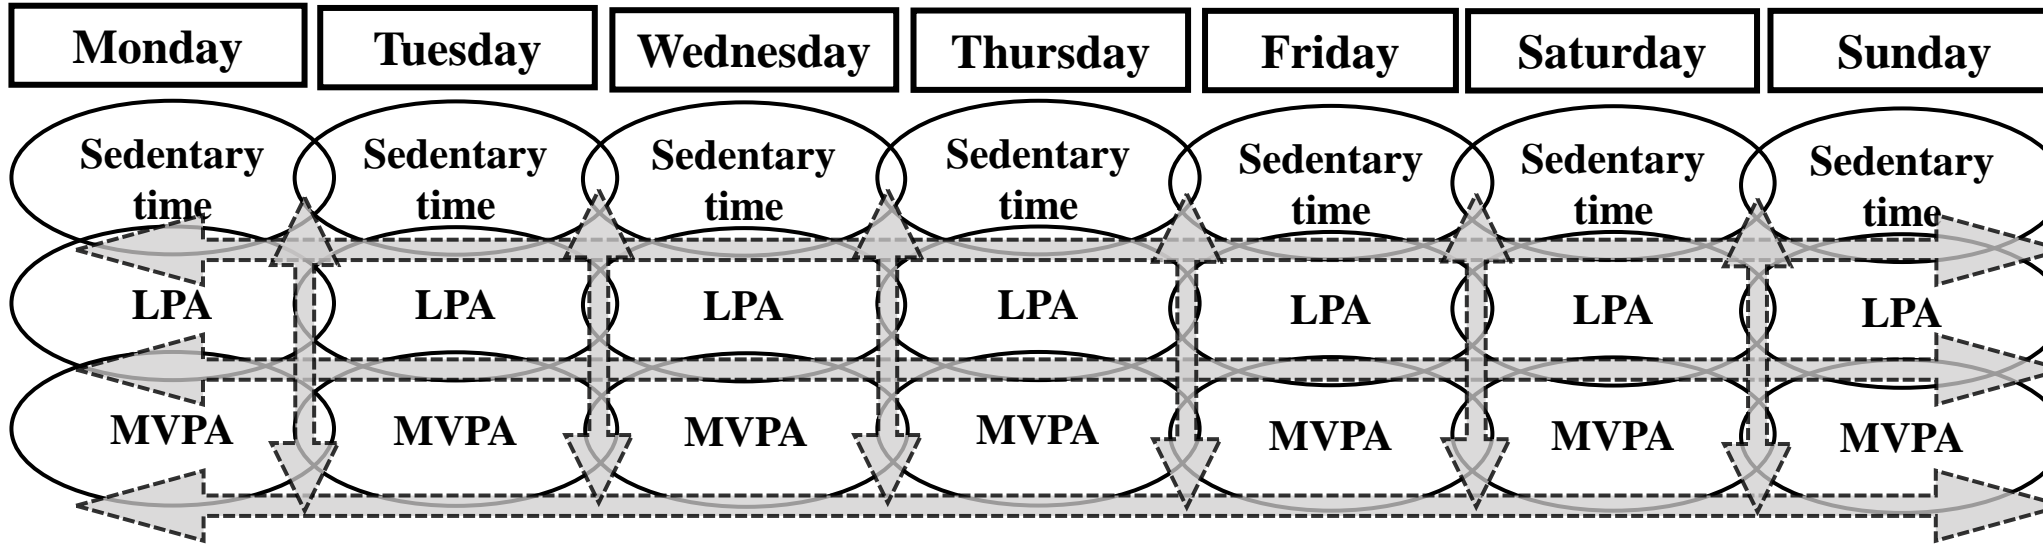 Monday Tuesday Wednesday Thursday Friday Saturday Sunday
Sedentary Sedentary Sedentary Sedentary Sedentary Sedentary Sedentary
time time time time time time time
LPA LPA LPA LPA LPA LPA LPA
MVPA MVPA MVPA MVPA MVPA MVPA MVPA